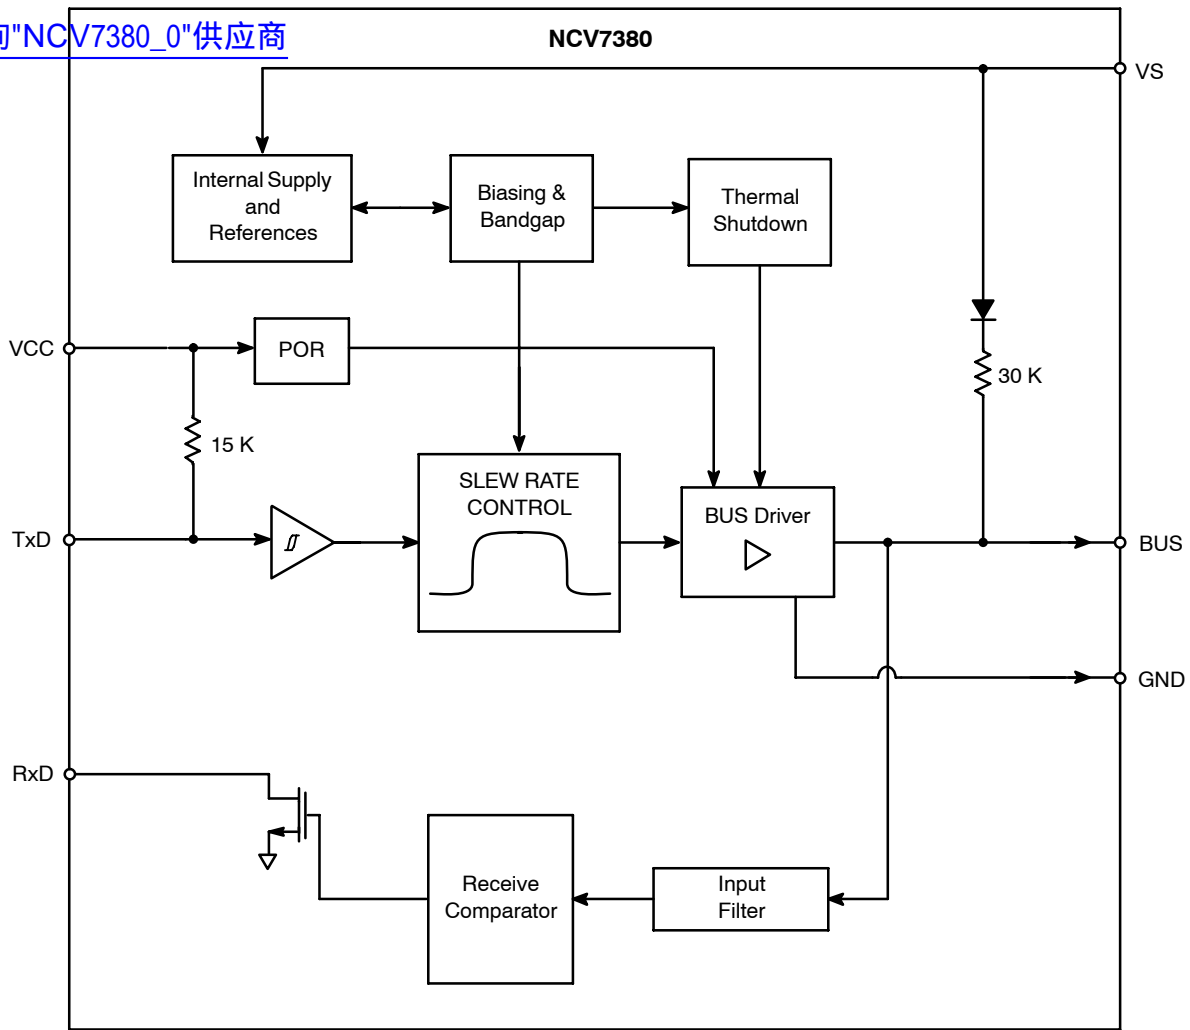 "NCV7380_0"供应商
NCV7380
VS
Internal Supply
and
References
Biasing &
Bandgap
Thermal
Shutdown
VCC
POR
30 K
15 K
SLEW RATE
CONTROL
BUS Driver
TxD
BUS
GND
RxD
Receive
Comparator
Input
Filter